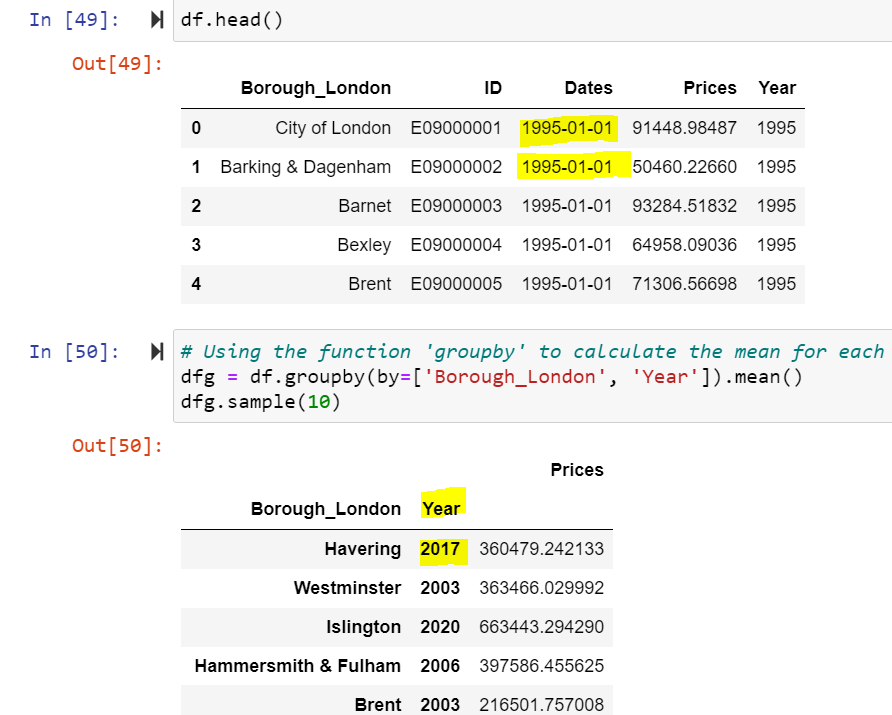 In [49]: df.head()
Out[49]:
Borough_London ID Dates Prices Year
0 City of London E09000001 1995-01-01 91448.98487 1995
1 Barking & Dagenham E09000002 1995-01-01 50460.22660 1995
2 Barnet E09000003 1995-01-01 93284.51832 1995
3 Bexley E09000004 1995-01-01 64958.09036 1995
4 Brent E09000005 1995-01-01 71306.56698 1995
In [50]: # Using the function 'groupby' to calculate the mean for each
dfg = df.groupby(by=['Borough_London', 'Year']).mean()
dfg.sample(10)
Out[50]:
Prices
Borough_London Year
Havering 2017 360479.242133
Westminster 2003 363466.029992
Islington 2020 663443.294290
Hammersmith & Fulham 2006 397586.455625
Brent 2003 216501.757008